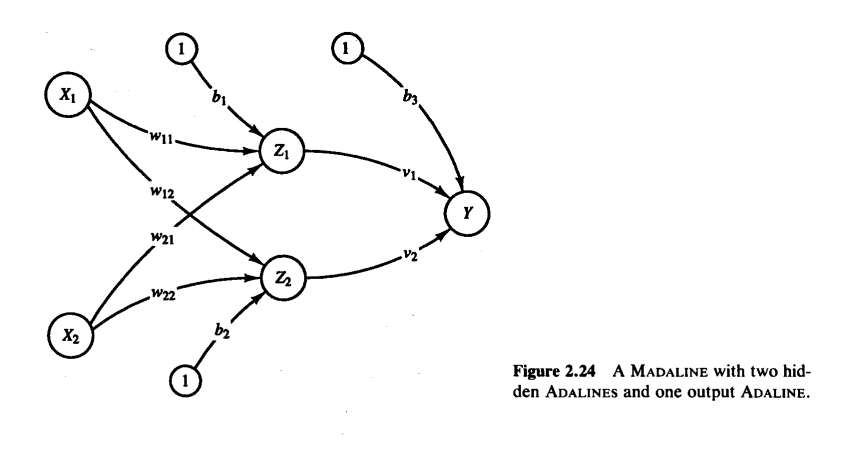 1
1
X₁
b₁
b₃
w₁₁
Z₁
v₁
w₁₂
Y
w₂₁
v₂
Z₂
w₂₂
X₂
b₂
1
Figure 2.24 A MADALINE with two hid-
den ADALINES and one output ADALINE.